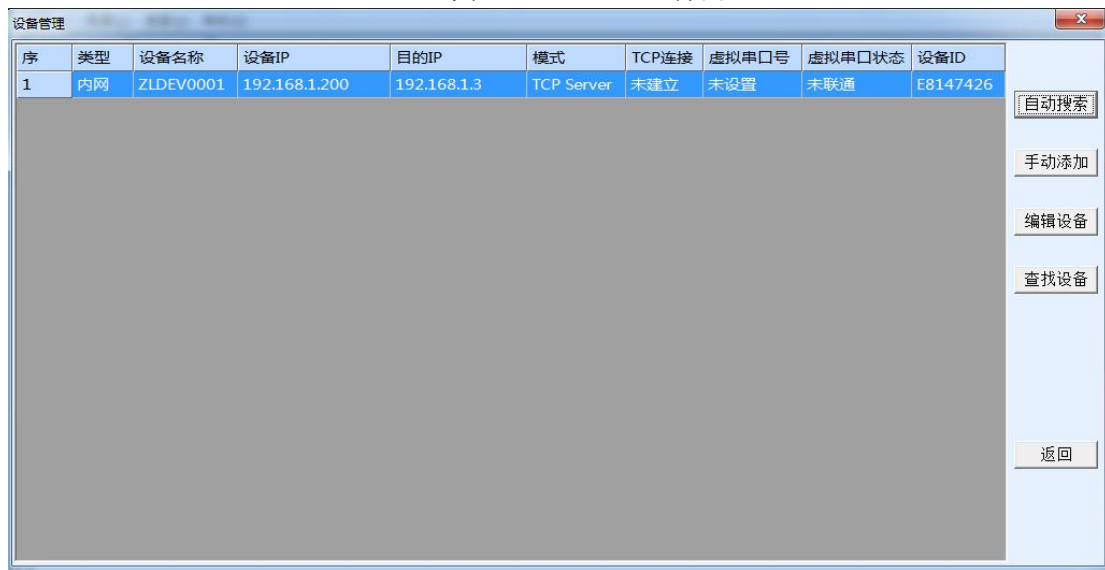 设备管理
序 类型 设备名称 设备IP 目的IP 模式 TCP连接 虚拟串口号 虚拟串口状态 设备ID
1 内网 ZLDEV0001 192.168.1.200 192.168.1.3 TCP Server 未建立 未设置 未联通 E8147426
自动搜索
手动添加
编辑设备
查找设备
返回